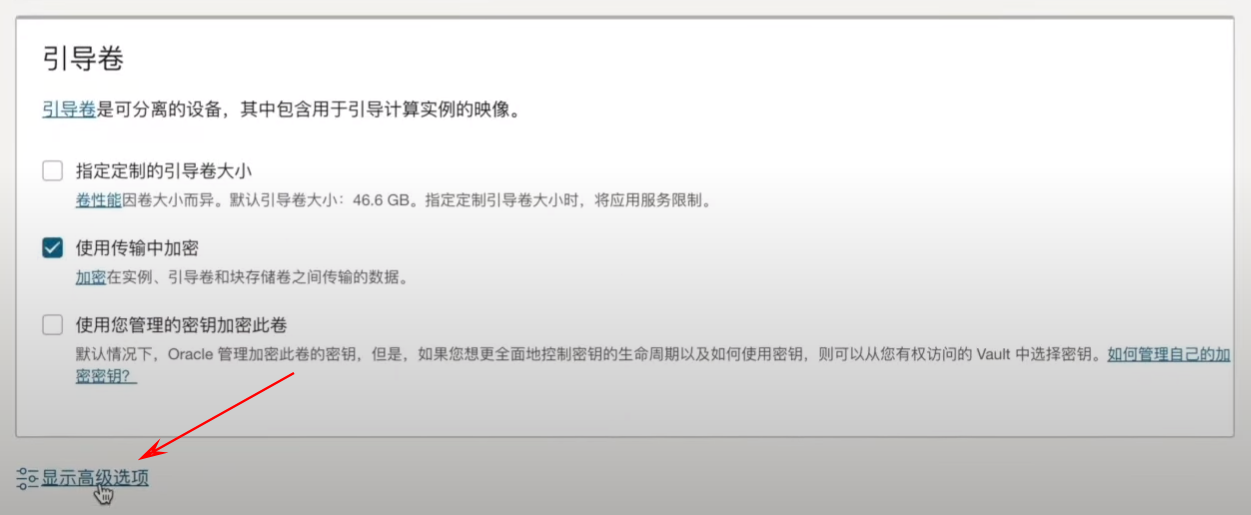 引导卷
引导卷是可分离的设备，其中包含用于引导计算实例的映像。
指定定制的引导卷大小
卷性能因卷大小而异。默认引导卷大小：46.6 GB。指定定制引导卷大小时，将应用服务限制。
使用传输中加密
加密在实例、引导卷和块存储卷之间传输的数据。
使用您管理的密钥加密此卷
默认情况下，Oracle 管理加密此卷的密钥，但是，如果您想更全面地控制密钥的生命周期以及如何使用密钥，则可以从您有权访问的 Vault 中选择密钥。如何管理自己的加
密密钥？
显示高级选项